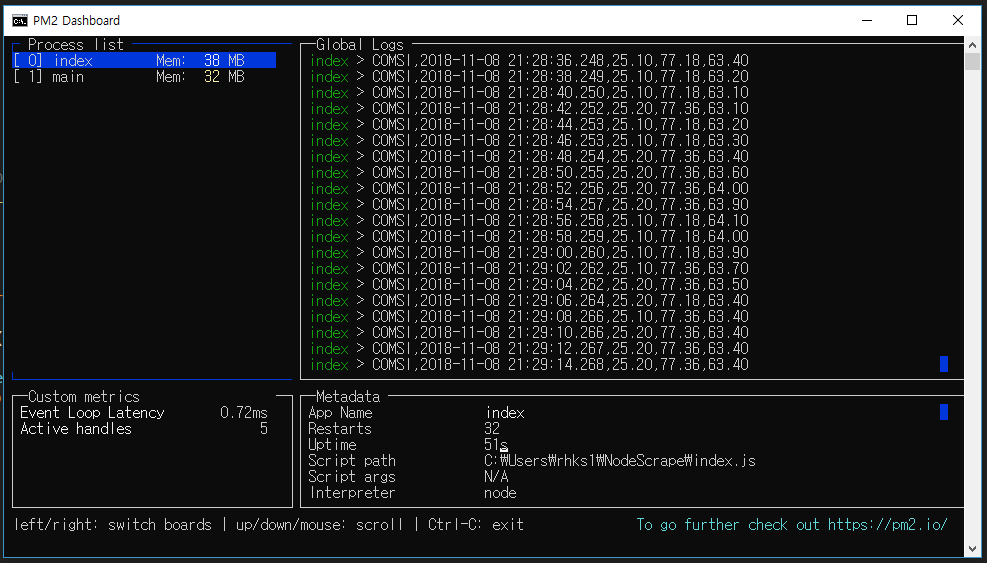 PM2 Dashboard
Process list
[ 0] index Mem: 38 MB
[ 1] main Mem: 32 MB
Global Logs
index > COMSI,2018-11-08 21:28:36.248,25.10,77.18,63.40
index > COMSI,2018-11-08 21:28:38.249,25.10,77.18,63.20
index > COMSI,2018-11-08 21:28:40.250,25.10,77.18,63.10
index > COMSI,2018-11-08 21:28:42.252,25.20,77.36,63.10
index > COMSI,2018-11-08 21:28:44.253,25.10,77.18,63.20
index > COMSI,2018-11-08 21:28:46.253,25.10,77.18,63.30
index > COMSI,2018-11-08 21:28:48.254,25.20,77.36,63.40
index > COMSI,2018-11-08 21:28:50.255,25.20,77.36,63.60
index > COMSI,2018-11-08 21:28:52.256,25.20,77.36,64.00
index > COMSI,2018-11-08 21:28:54.257,25.20,77.36,63.90
index > COMSI,2018-11-08 21:28:56.258,25.10,77.18,64.10
index > COMSI,2018-11-08 21:28:58.259,25.10,77.18,64.00
index > COMSI,2018-11-08 21:29:00.260,25.10,77.18,63.90
index > COMSI,2018-11-08 21:29:02.262,25.10,77.36,63.70
index > COMSI,2018-11-08 21:29:04.262,25.20,77.36,63.50
index > COMSI,2018-11-08 21:29:06.264,25.20,77.18,63.40
index > COMSI,2018-11-08 21:29:08.266,25.20,77.36,63.40
index > COMSI,2018-11-08 21:29:10.266,25.20,77.36,63.40
index > COMSI,2018-11-08 21:29:12.267,25.20,77.36,63.40
index > COMSI,2018-11-08 21:29:14.268,25.20,77.36,63.40
Custom metrics
Event Loop Latency 0.72ms
Active handles 5
Metadata
App Name index
Restarts 32
Uptime 51s
Script path C:₩Users₩rhks1₩NodeScrape₩index.js
Script args N/A
Interpreter node
left/right: switch boards | up/down/mouse: scroll | Ctrl-C: exit
To go further check out https://pm2.io/